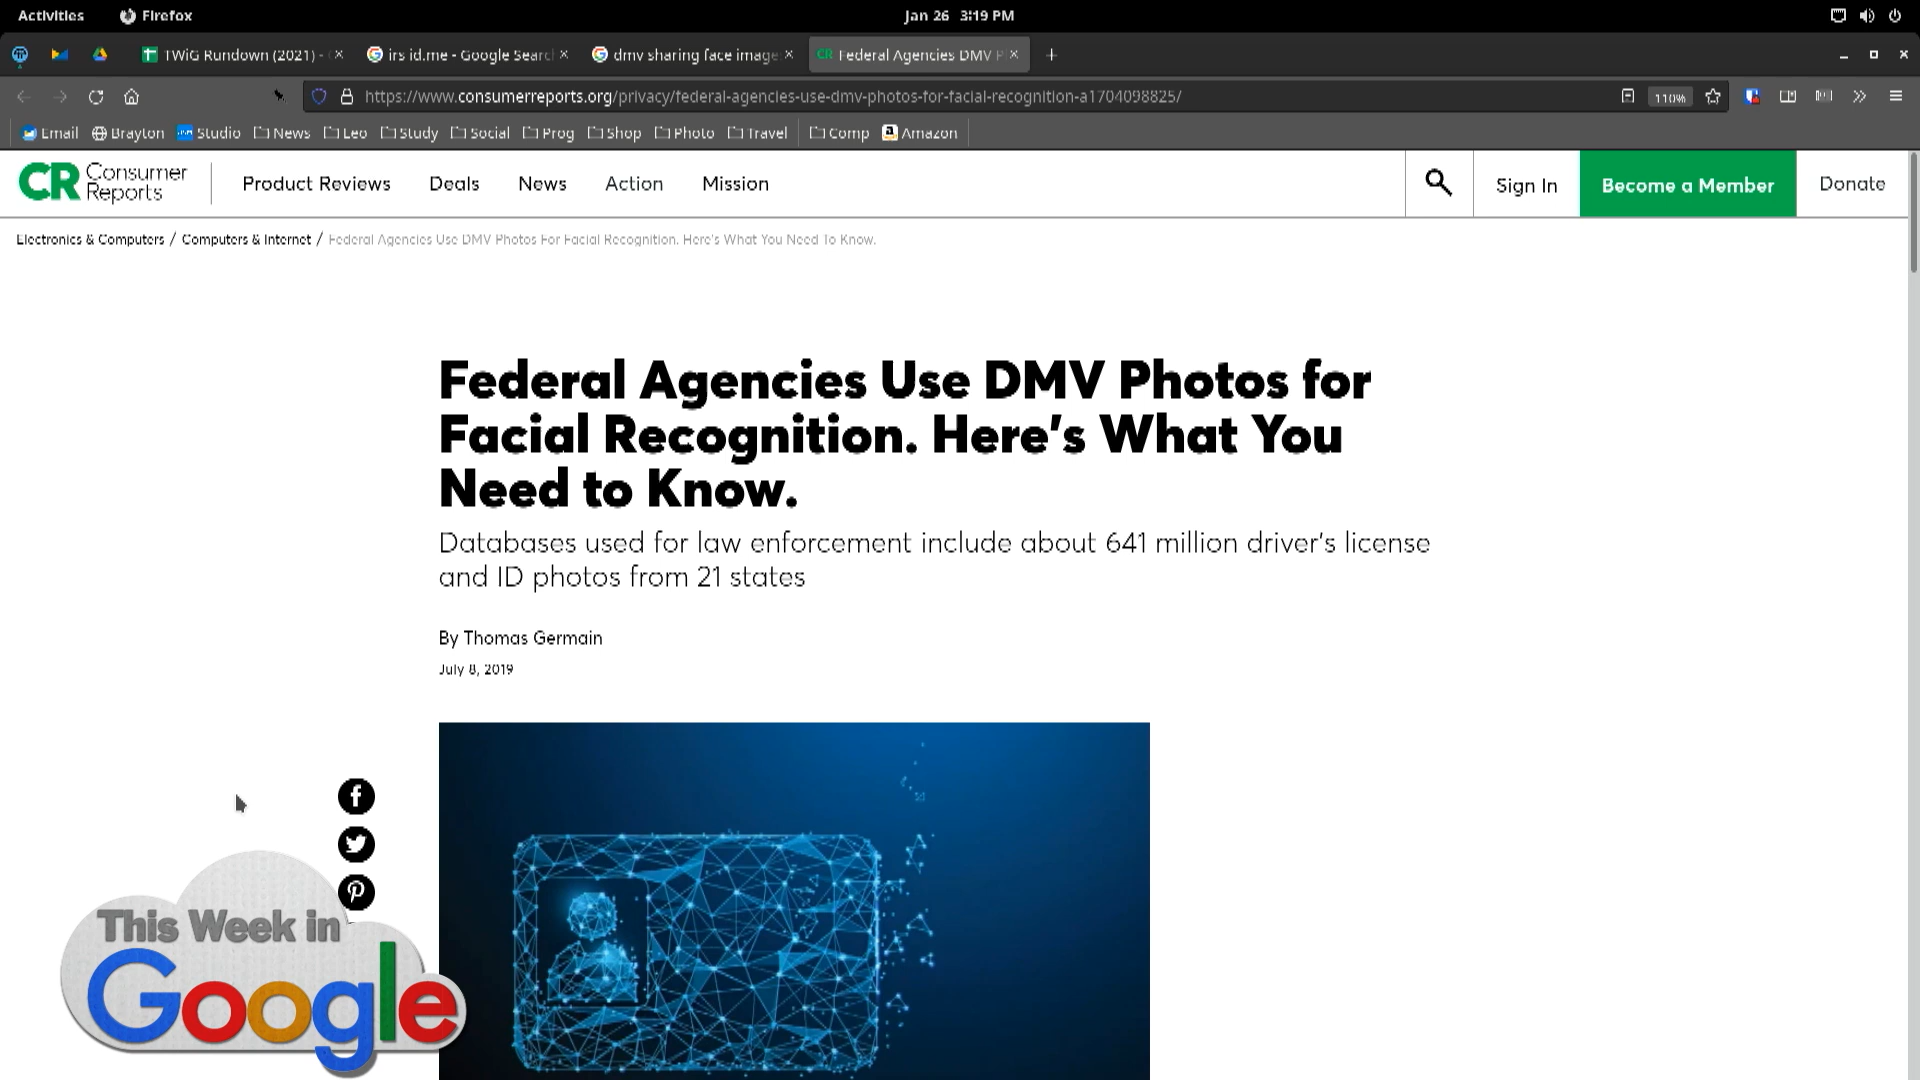 Activities Firefox Jan 26 3:19 PM
TWiG Rundown (2021) - irs id.me - Google Search dmv sharing face image Federal Agencies DMV P
https://www.consumerreports.org/privacy/federal-agencies-use-dmv-photos-for-facial-recognition-a1704098825/ 110%
Email Brayton Studio News Leo Study Social Prog Shop Photo Travel Comp Amazon
CR Consumer Reports Product Reviews Deals News Action Mission Sign In Become a Member Donate
Electronics & Computers / Computers & Internet / Federal Agencies Use DMV Photos For Facial Recognition. Here's What You Need To Know.
Federal Agencies Use DMV Photos for
Facial Recognition. Here's What You
Need to Know.
Databases used for law enforcement include about 641 million driver's license
and ID photos from 21 states
By Thomas Germain
July 8, 2019
This Week in
Google